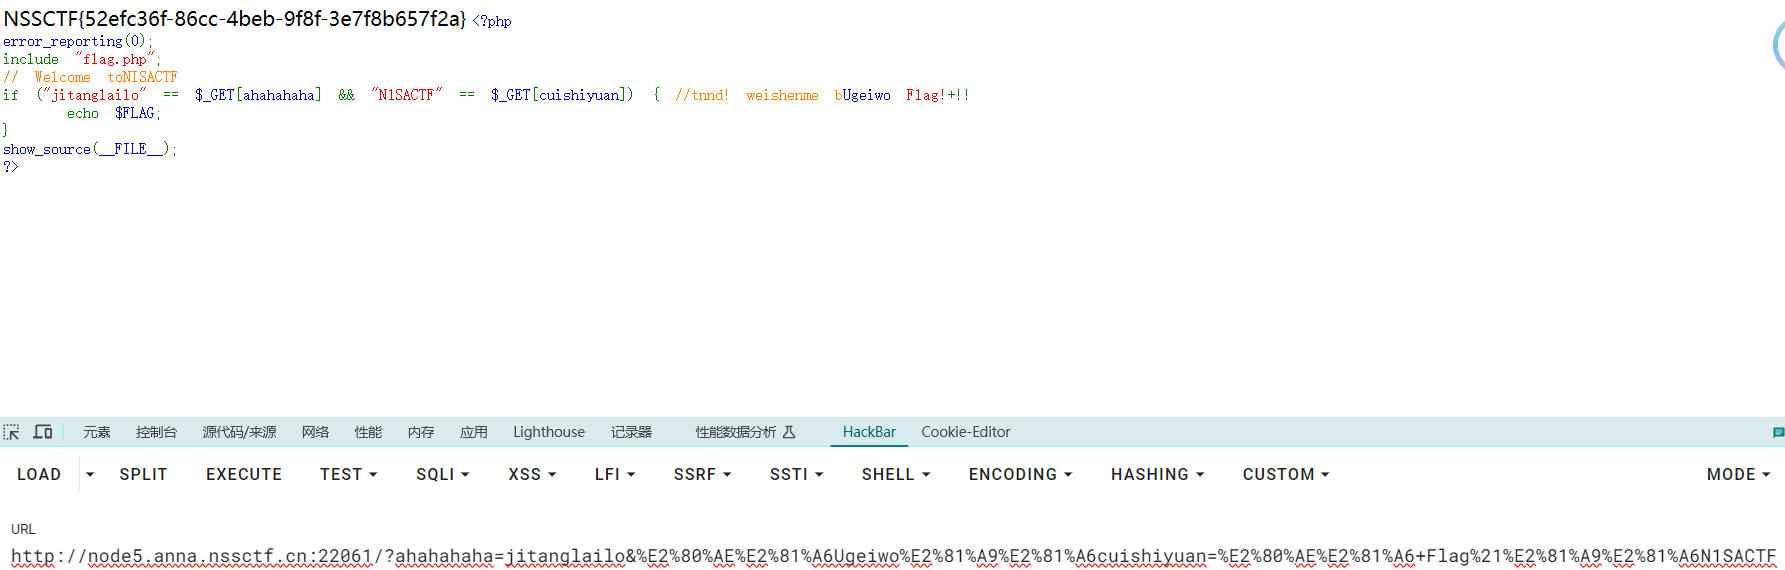 NSSCTF{52efc36f-86cc-4beb-9f8f-3e7f8b657f2a} <?php
error_reporting(0);
include "flag.php";
// Welcome toNISACTF
if ("jitanglailo" == $_GET[ahahahaha] && "N1SACTF" == $_GET[cuishiyuan]) { //tnnd! weishenme bUgeiwo Flag!+!!
echo $FLAG;
}
show_source(__FILE__);
?>
元素 控制台 源代码/来源 网络 性能 内存 应用 Lighthouse 记录器 性能数据分析 HackBar Cookie-Editor
LOAD SPLIT EXECUTE TEST SQLI XSS LFI SSRF SSTI SHELL ENCODING HASHING CUSTOM MODE
URL
http://node5.anna.nssctf.cn:22061/?ahahahaha=jitanglailo&%E2%80%AE%E2%81%A6Ugeiwo%E2%81%A9%E2%81%A6cuishiyuan=%E2%80%AE%E2%81%A6+Flag%21%E2%81%A9%E2%81%A6N1SACTF